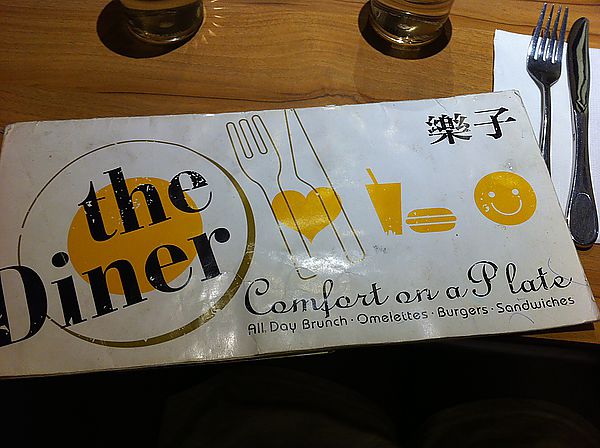 the
Diner
樂子
Comfort on a Plate
All Day Brunch · Omelettes · Burgers · Sandwiches